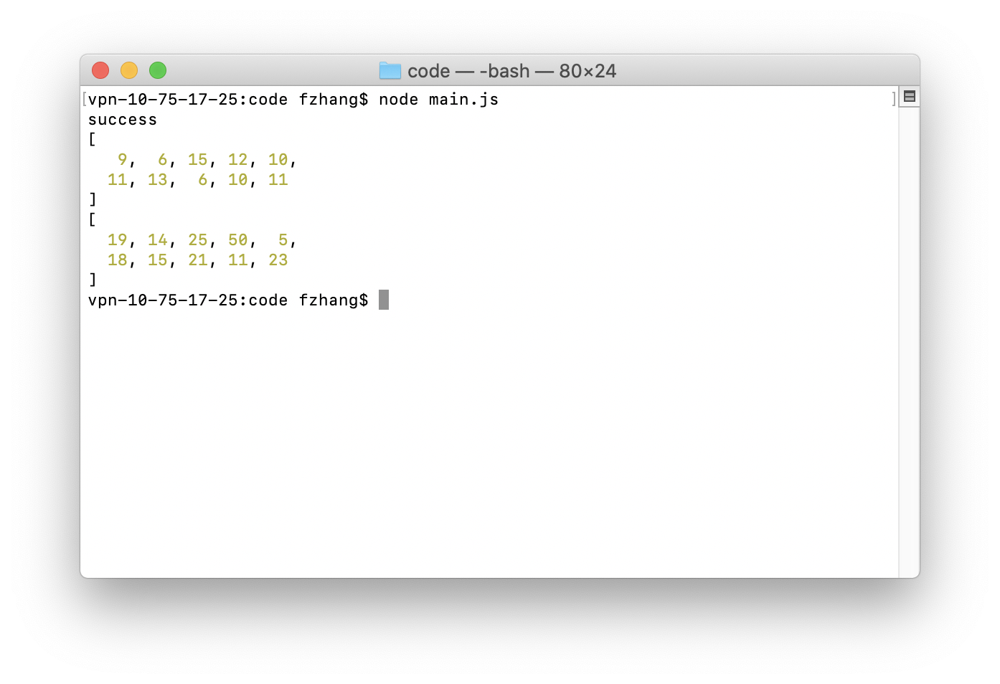 code — -bash — 80×24
[vpn-10-75-17-25:code fzhang$ node main.js ]
success
[
   9,  6, 15, 12, 10,
  11, 13,  6, 10, 11
]
[
  19, 14, 25, 50,  5,
  18, 15, 21, 11, 23
]
vpn-10-75-17-25:code fzhang$